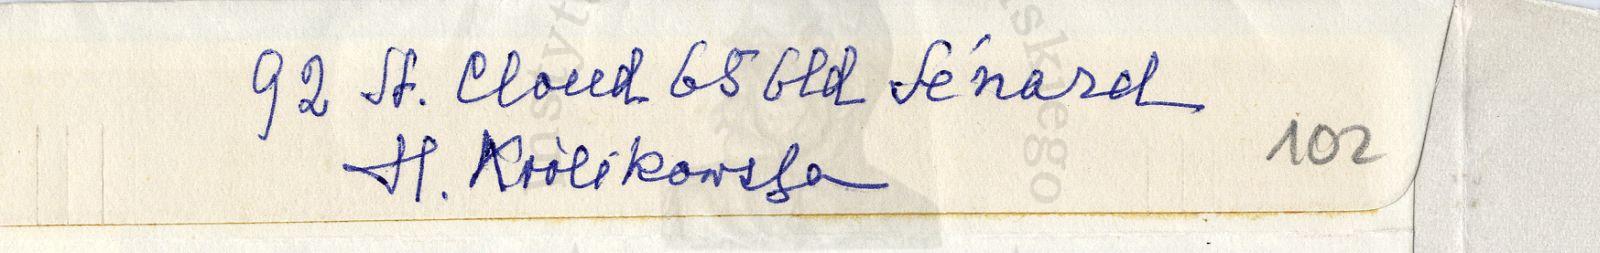 92 St. Cloud 65 Bld Sénard
H. Królikowska
102